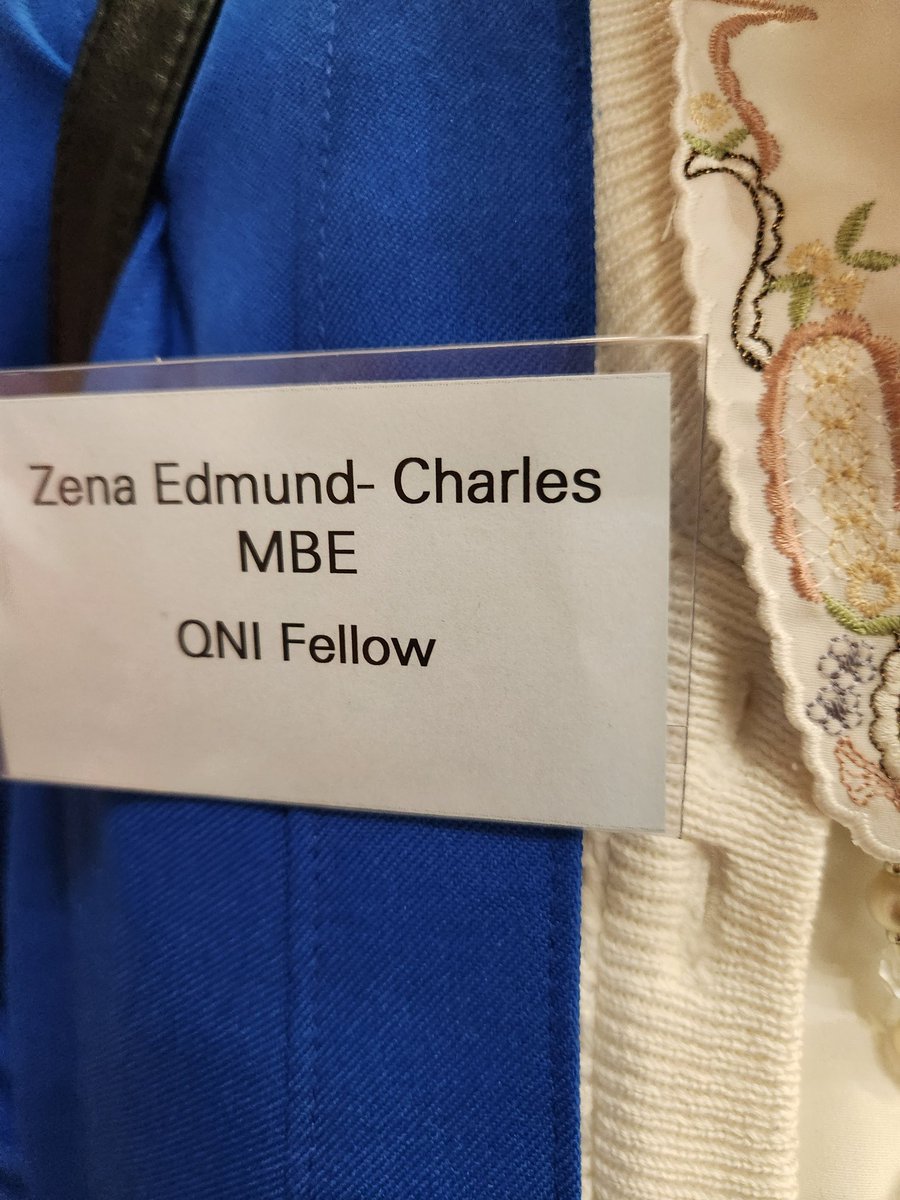 Zena Edmund- Charles
MBE
QNI Fellow